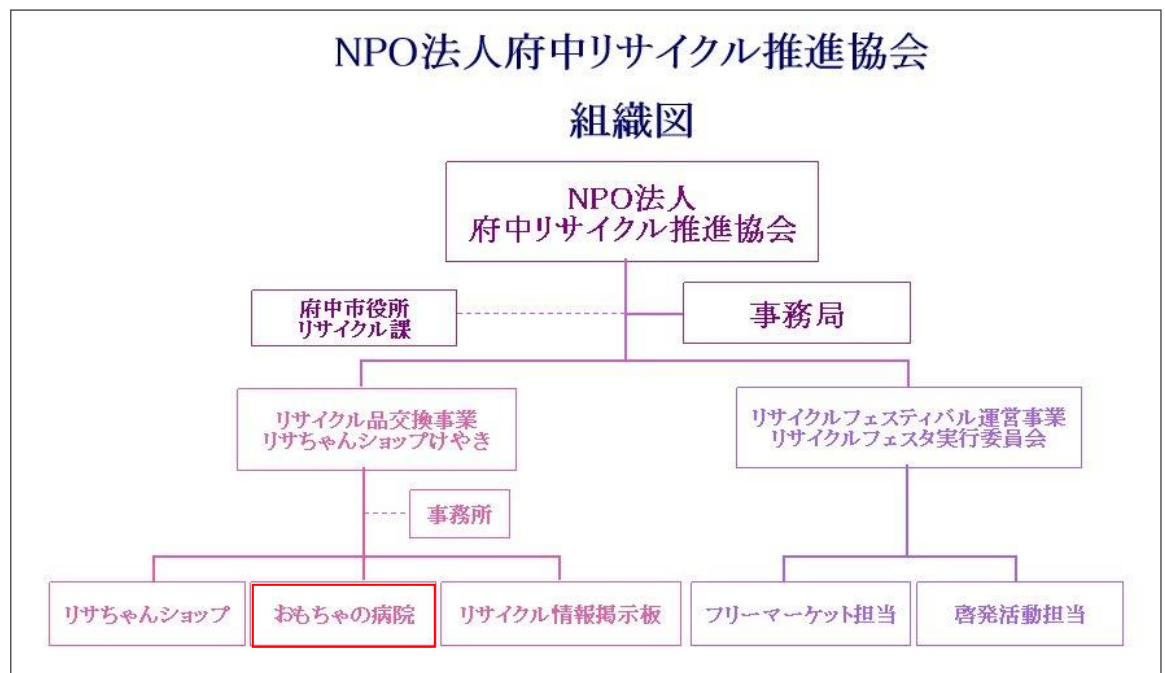 NPO法人府中リサイクル推進協会
組織図
NPO法人
府中リサイクル推進協会
府中市役所
リサイクル課
事務局
リサイクル品交換事業
リサちゃんショップけやき
リサイクルフェスティバル運営事業
リサイクルフェスタ実行委員会
事務所
リサちゃんショップ
おもちゃの病院
リサイクル情報掲示板
フリーマーケット担当
啓発活動担当